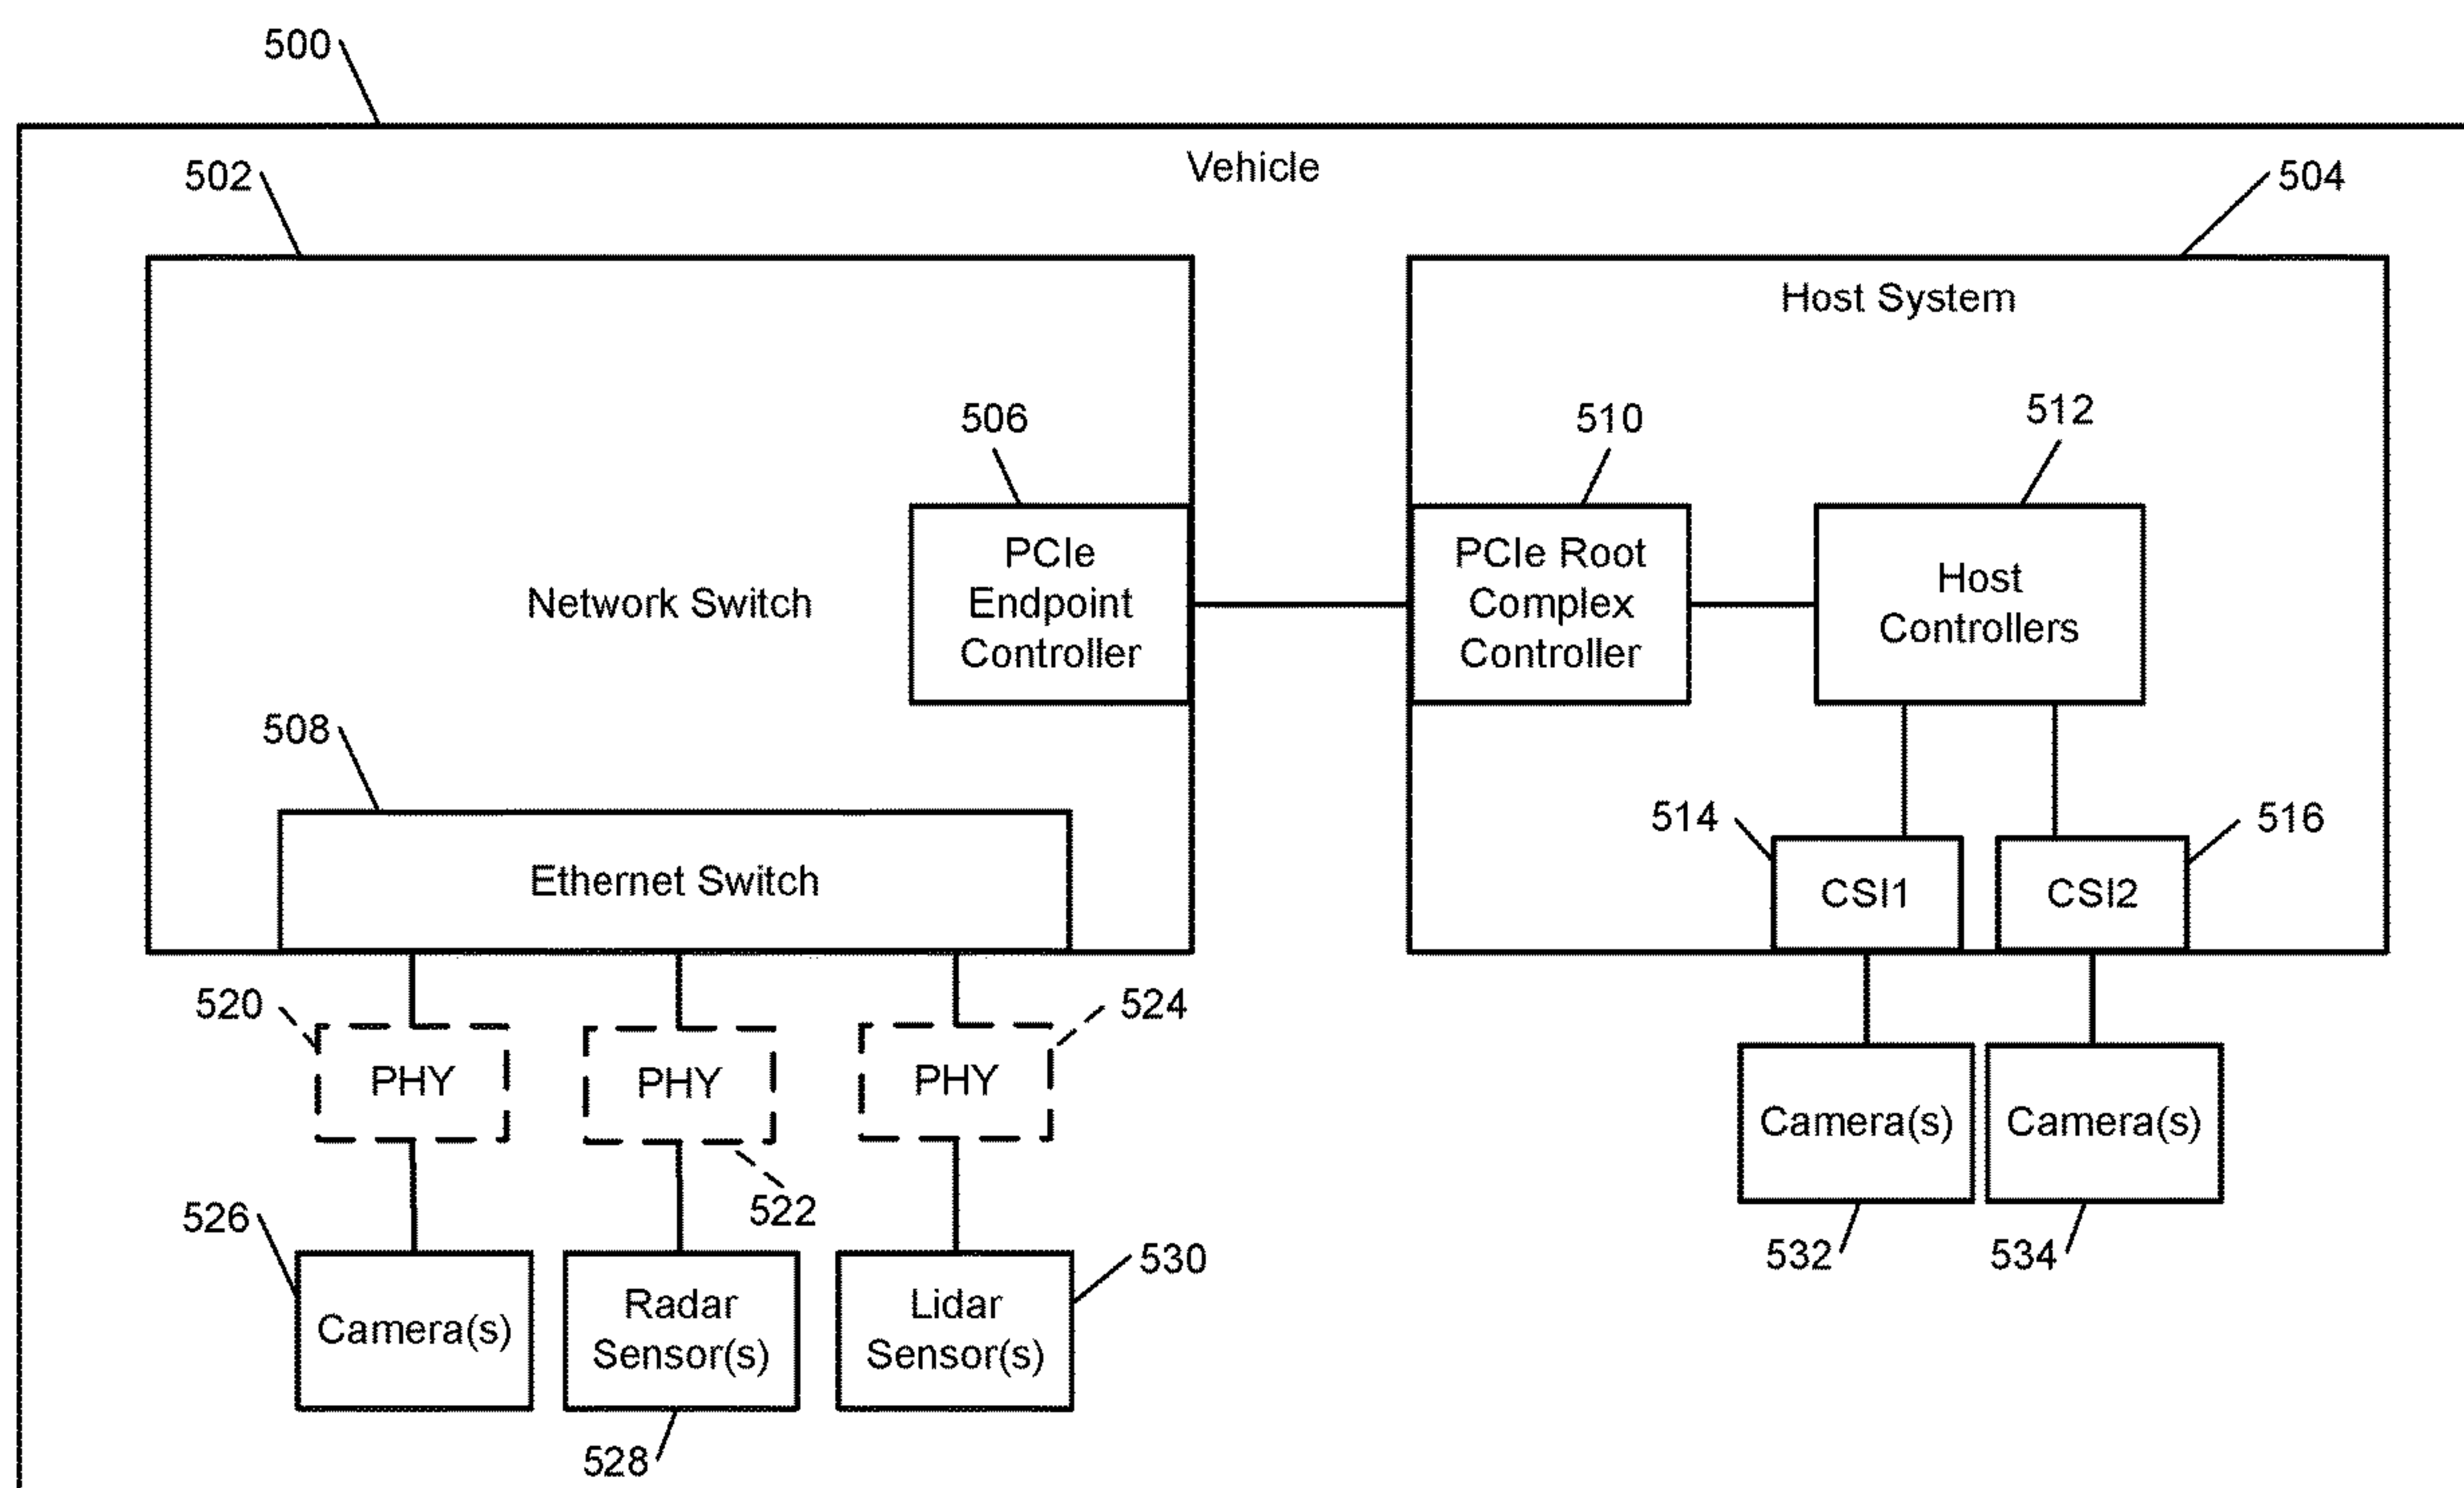 500
Vehicle
502
504
Host System
506
510
512
PCIe
Endpoint
Controller
PCIe Root
Complex
Controller
Host
Controllers
Network Switch
508
514
516
Ethernet Switch
CSI1
CSI2
520
524
PHY
PHY
PHY
522
Camera(s)
Camera(s)
526
530
532
534
Camera(s)
Radar
Sensor(s)
Lidar
Sensor(s)
528